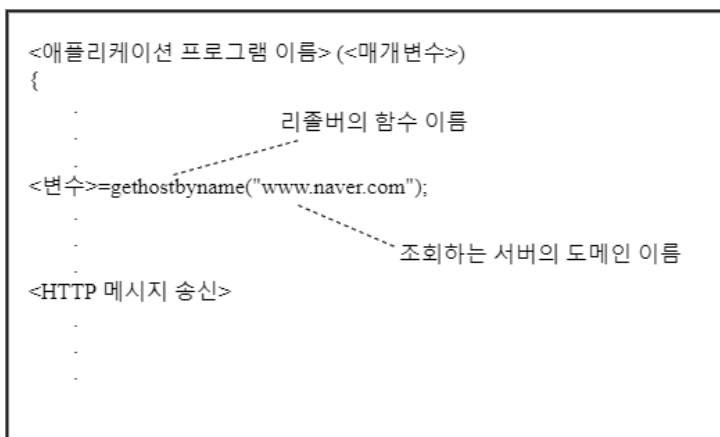 <애플리케이션 프로그램 이름> (<매개변수>)
{
.
.
리졸버의 함수 이름
.
<변수>=gethostbyname("www.naver.com");
.
.
조회하는 서버의 도메인 이름
.
<HTTP 메시지 송신>
.
.
.